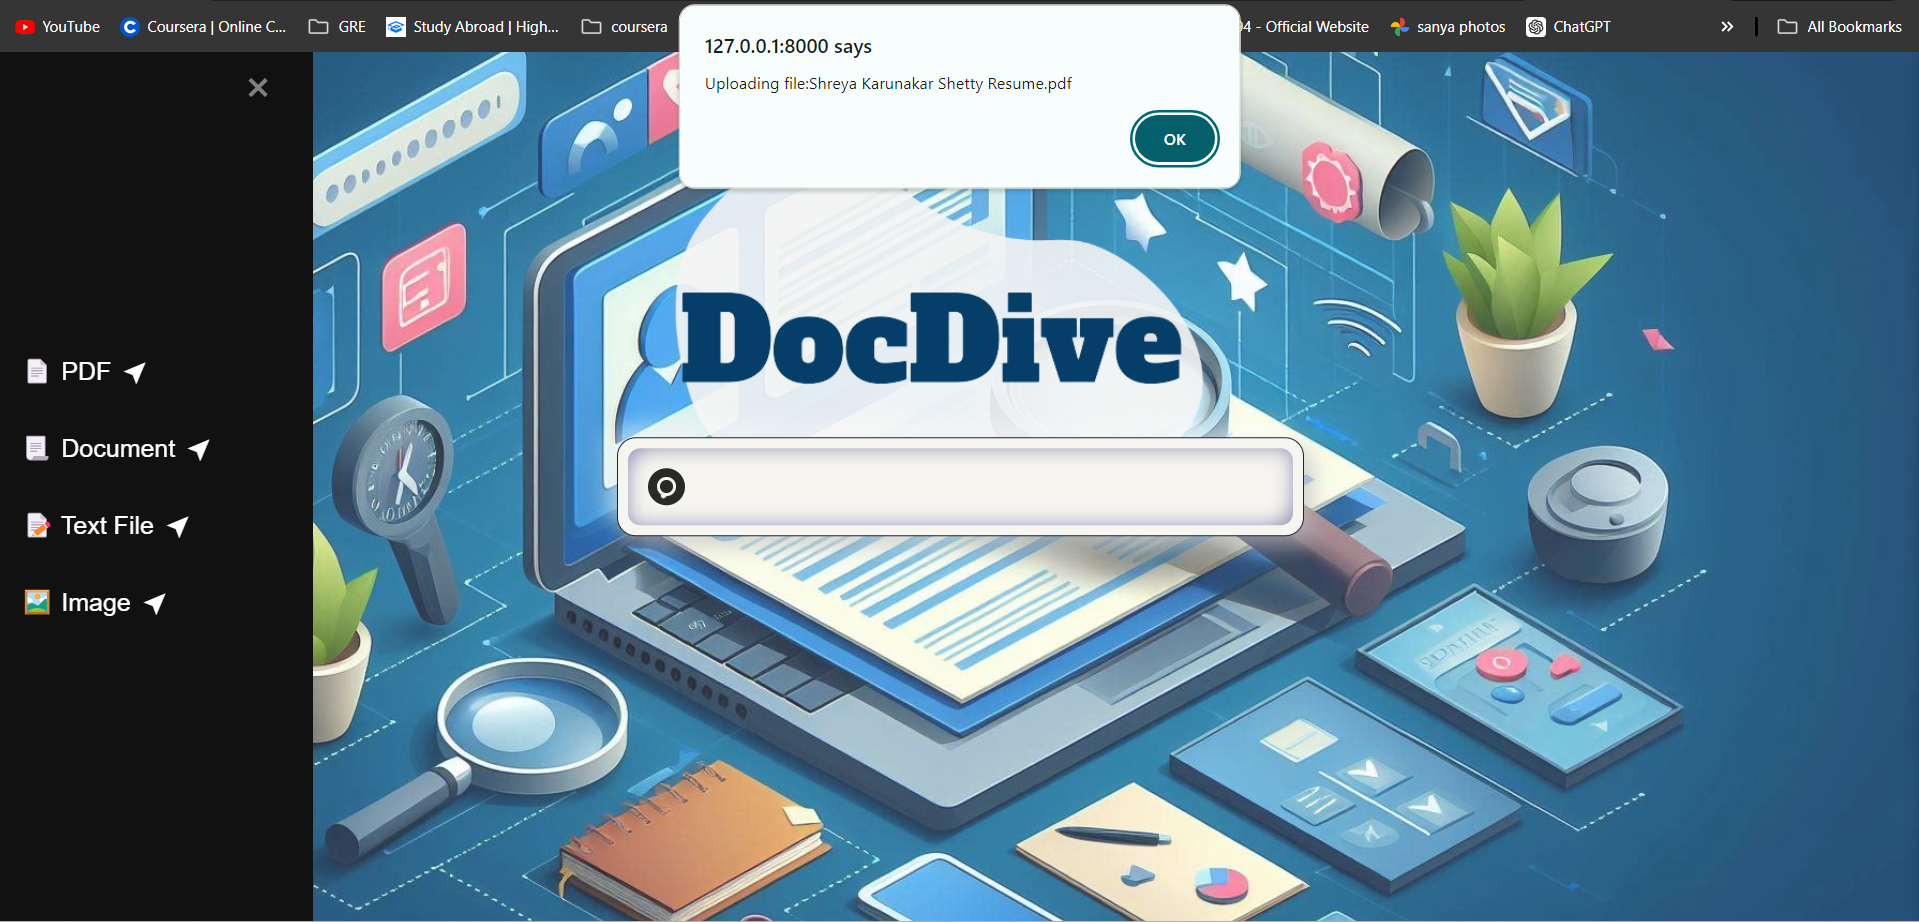 YouTube
Coursera | Online C...
GRE
Study Abroad | High...
coursera
04 - Official Website
sanya photos
ChatGPT
All Bookmarks
127.0.0.1:8000 says
Uploading file:Shreya Karunakar Shetty Resume.pdf
OK
DocDive
PDF
Document
Text File
Image